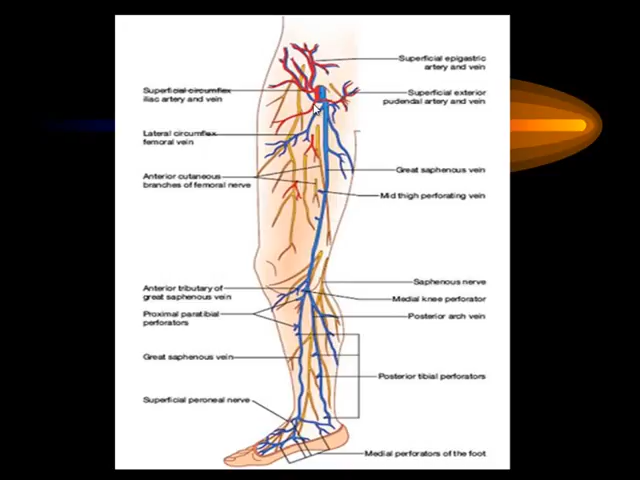 Superficial epigastric
artery and vein
Superficial circumflex
iliac artery and vein
Superficial exterior
pudendal artery and vein
Lateral circumflex
femoral vein
Anterior cutaneous
branches of femoral nerve
Great saphenous vein
Mid thigh perforating vein
Saphenous nerve
Anterior tributary of
great saphenous vein
Medial knee perforator
Proximal paratibial
perforators
Posterior arch vein
Great saphenous vein
Posterior tibial perforators
Superficial peroneal nerve
Medial perforators of the foot